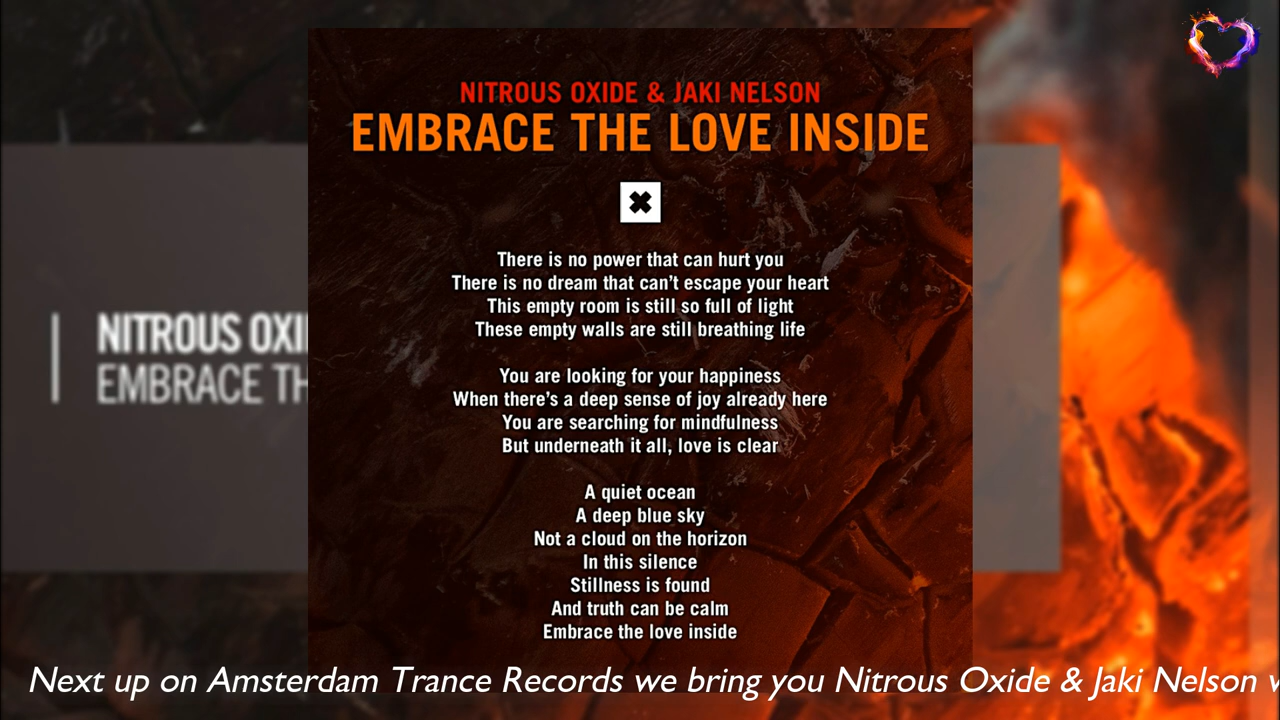 NITROUS OXIDE & JAKI NELSON
EMBRACE THE LOVE INSIDE
There is no power that can hurt you
There is no dream that can't escape your heart
This empty room is still so full of light
These empty walls are still breathing life
You are looking for your happiness
When there's a deep sense of joy already here
You are searching for mindfulness
But underneath it all, love is clear
A quiet ocean
A deep blue sky
Not a cloud on the horizon
In this silence
Stillness is found
And truth can be calm
Embrace the love inside
NITROUS
EMBRACE
Next up on Amsterdam Trance Records we bring you Nitrous Oxide & Jaki Nelson